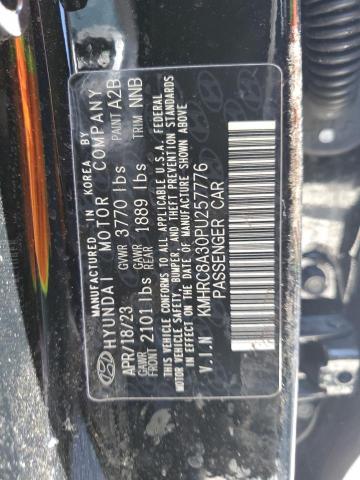 MANUFACTURED IN KOREA BY
HYUNDAI MOTOR COMPANY
APR/18/23 GVWR 3770 lbs PAINT A2B
GAWR FRONT 2101 lbs GAWR REAR 1889 lbs TRIM NNB
THIS VEHICLE CONFORMS TO ALL APPLICABLE U.S.A. FEDERAL
MOTOR VEHICLE SAFETY, BUMPER, AND THEFT PREVENTION STANDARDS
IN EFFECT ON THE DATE OF MANUFACTURE SHOWN ABOVE
V.I.N KMHRC8A30PU257776
PASSENGER CAR